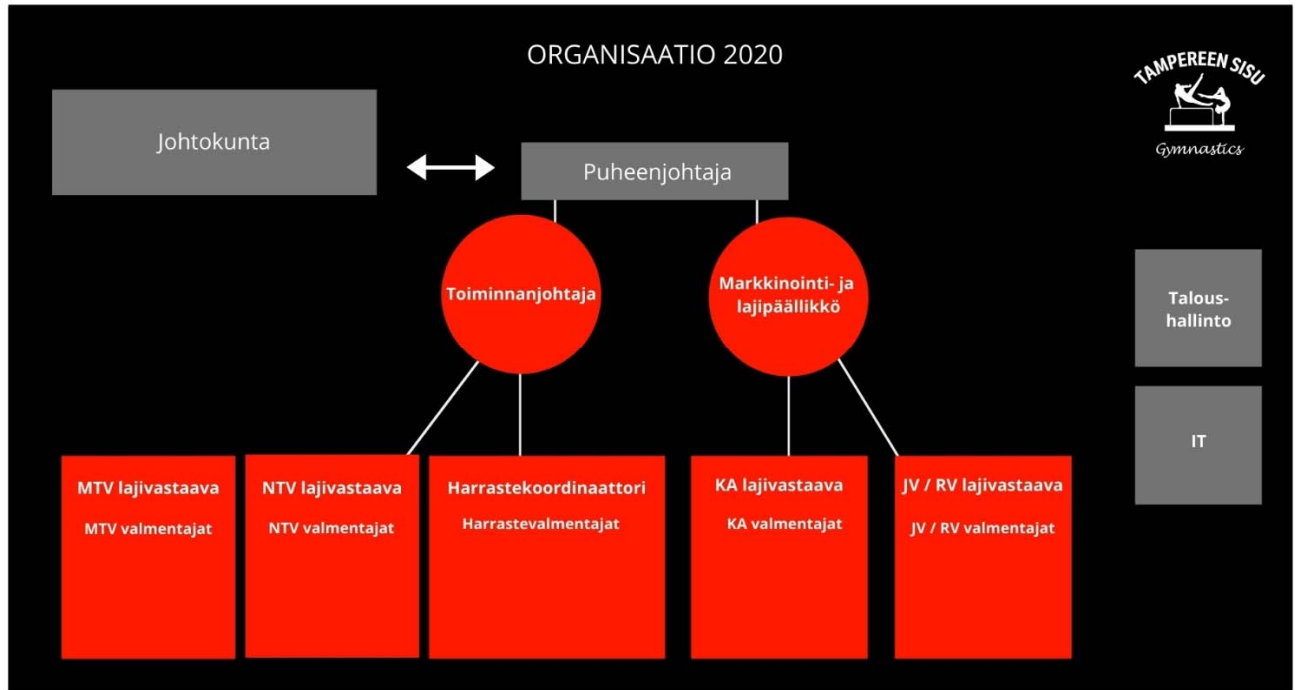 ORGANISAATIO 2020
TAMPEREEN SISU
Gymnastics
Johtokunta
Puheenjohtaja
Toiminnanjohtaja
Markkinointi- ja
lajipäällikkö
Talous-
hallinto
IT
MTV lajivastaava
MTV valmentajat
NTV lajivastaava
NTV valmentajat
Harrastekoordinaattori
Harrastevalmentajat
KA lajivastaava
KA valmentajat
JV / RV lajivastaava
JV / RV valmentajat